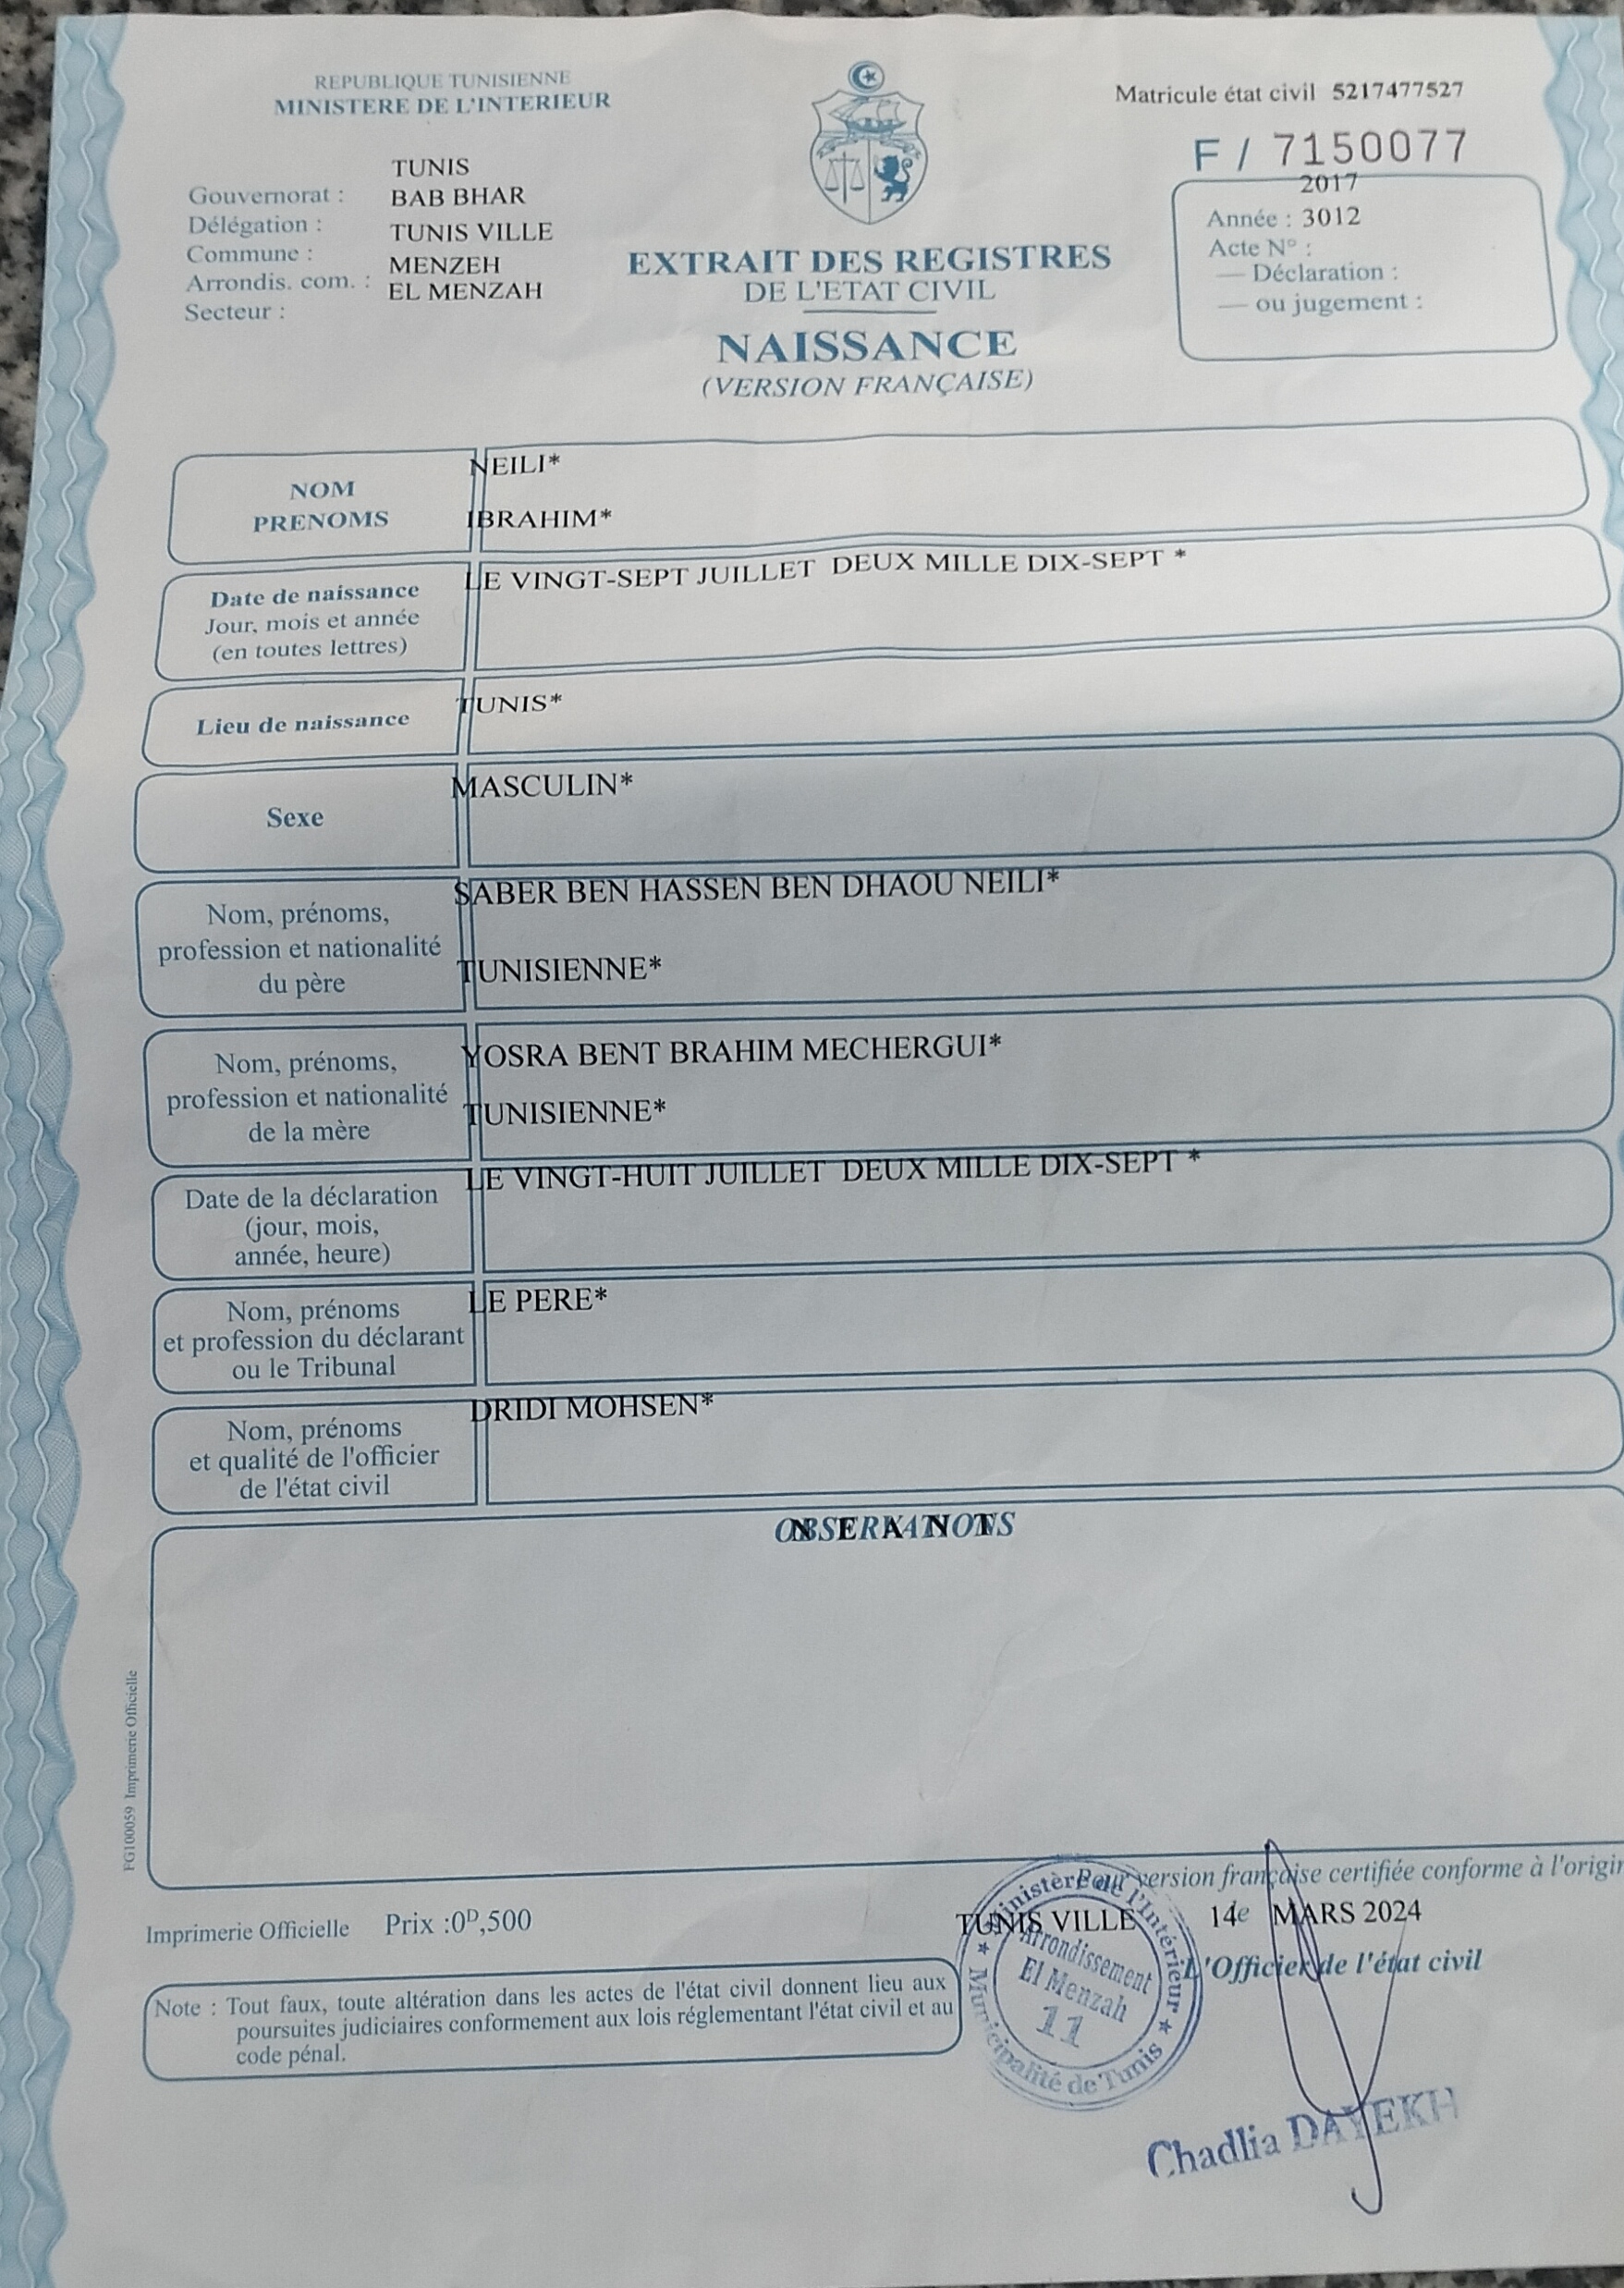 REPUBLIQUE TUNISIENNE
MINISTERE DE L'INTERIEUR
Matricule état civil 5217477527
F / 7150077
TUNIS
Gouvernorat : BAB BHAR
Délégation : TUNIS VILLE
Commune : MENZEH
Arrondis. com. : EL MENZAH
Secteur :
2017
Année : 3012
Acte N° :
— Déclaration :
— ou jugement :
EXTRAIT DES REGISTRES
DE L'ETAT CIVIL
NAISSANCE
(VERSION FRANÇAISE)
NOM
PRENOMS
NEILI*
IBRAHIM*
Date de naissance
Jour, mois et année
(en toutes lettres)
LE VINGT-SEPT JUILLET DEUX MILLE DIX-SEPT *
Lieu de naissance
TUNIS*
Sexe
MASCULIN*
Nom, prénoms,
profession et nationalité
du père
SABER BEN HASSEN BEN DHAOU NEILI*
TUNISIENNE*
Nom, prénoms,
profession et nationalité
de la mère
YOSRA BENT BRAHIM MECHERGUI*
TUNISIENNE*
Date de la déclaration
(jour, mois,
année, heure)
LE VINGT-HUIT JUILLET DEUX MILLE DIX-SEPT *
Nom, prénoms
et profession du déclarant
ou le Tribunal
LE PERE*
Nom, prénoms
et qualité de l'officier
de l'état civil
DRIDI MOHSEN*
OBSERVATIONS
N E A N T
FG100059 Imprimerie Officielle
Pour version française certifiée conforme à l'origin
TUNIS VILLE 14 le MARS 2024
L'Officier de l'état civil
Imprimerie Officielle Prix :0ᴰ,500
Note : Tout faux, toute altération dans les actes de l'état civil donnent lieu aux
poursuites judiciaires conformement aux lois réglementant l'état civil et au
code pénal.
Ministère de l'Intérieur
Municipalité de Tunis
Arrondissement
El Menzah
11
Chadlia DAYEKH